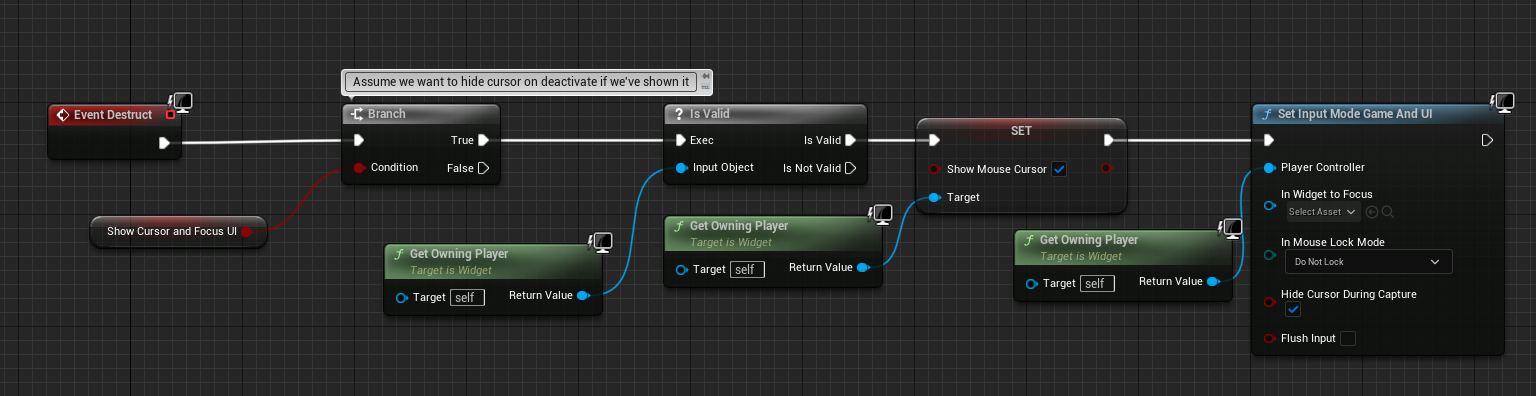 Assume we want to hide cursor on deactivate if we've shown it
Event Destruct
Branch
True
Condition
False
Show Cursor and Focus UI
Get Owning Player
Target is Widget
Target self
Return Value
? Is Valid
Exec
Is Valid
Input Object
Is Not Valid
f Get Owning Player
Target is Widget
Target self
Return Value
SET
Show Mouse Cursor
Target
f Get Owning Player
Target is Widget
Target self
Return Value
f Set Input Mode Game And UI
Player Controller
In Widget to Focus
Select Asset
In Mouse Lock Mode
Do Not Lock
Hide Cursor During Capture
Flush Input